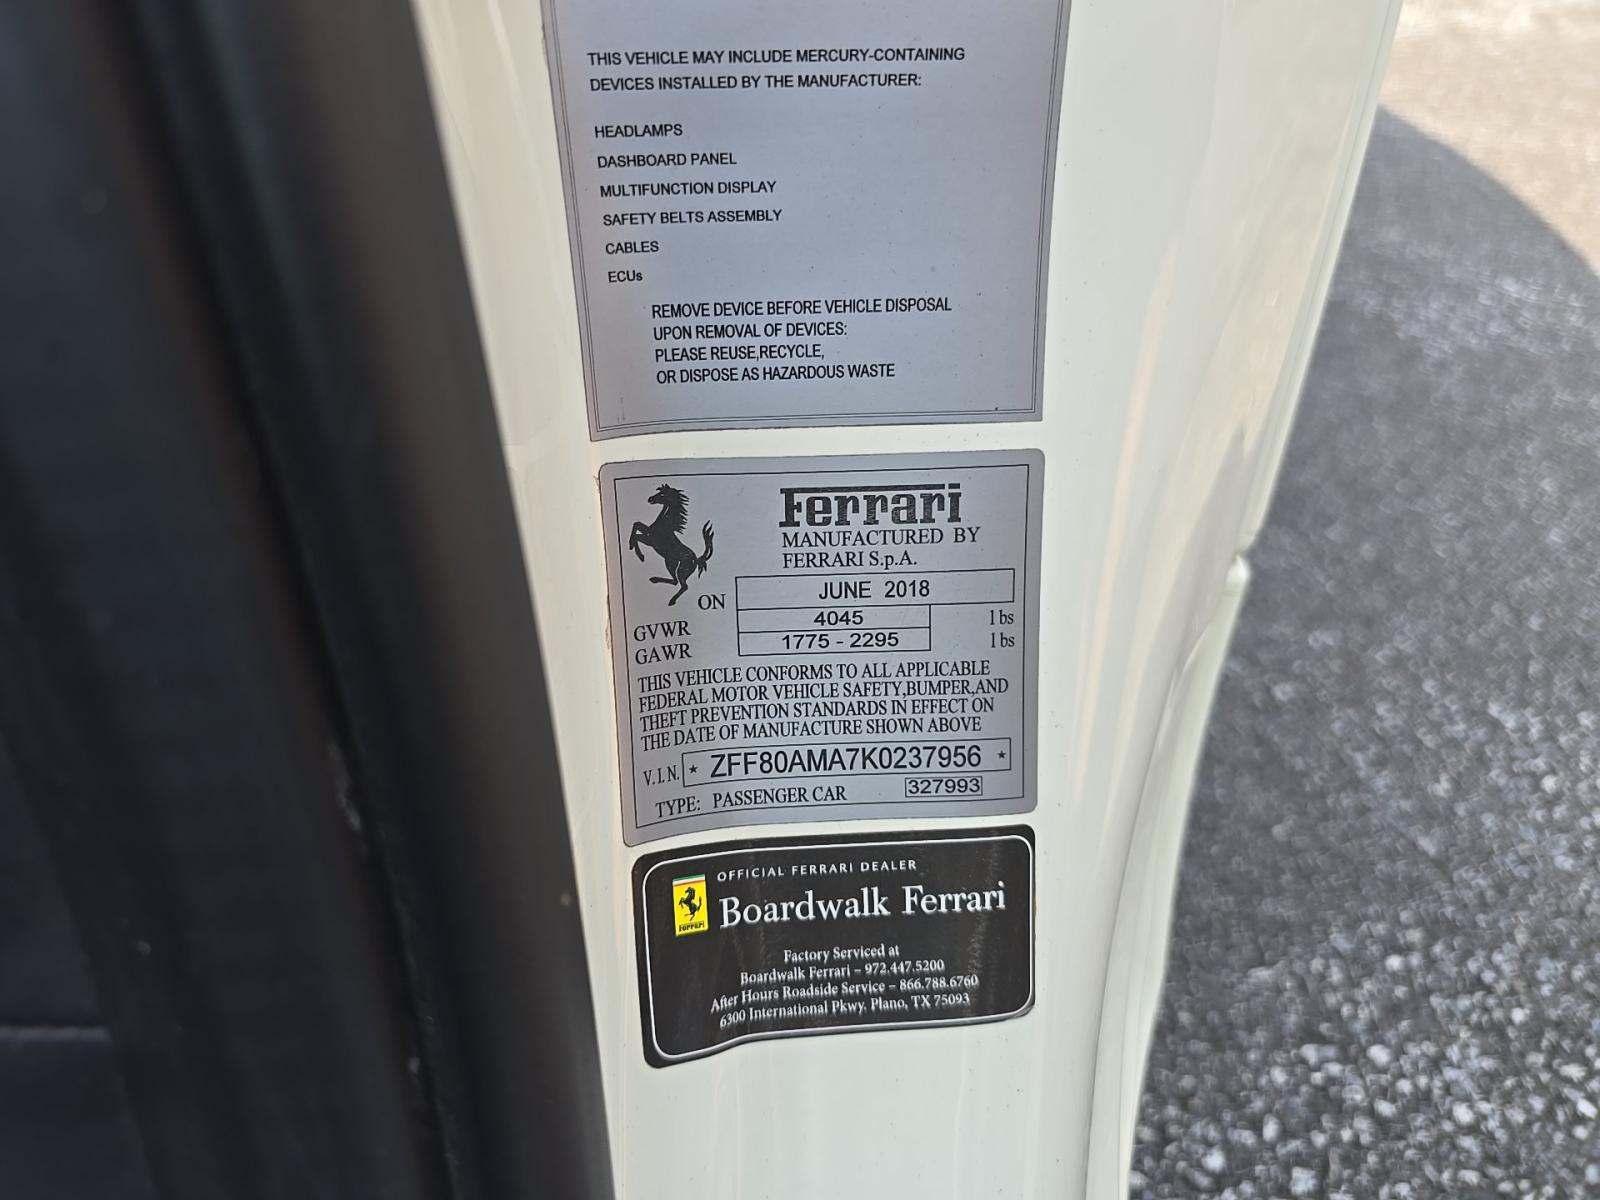 THIS VEHICLE MAY INCLUDE MERCURY-CONTAINING
DEVICES INSTALLED BY THE MANUFACTURER:
HEADLAMPS
DASHBOARD PANEL
MULTIFUNCTION DISPLAY
SAFETY BELTS ASSEMBLY
CABLES
ECUs
REMOVE DEVICE BEFORE VEHICLE DISPOSAL
UPON REMOVAL OF DEVICES:
PLEASE REUSE,RECYCLE,
OR DISPOSE AS HAZARDOUS WASTE
Ferrari
MANUFACTURED BY
FERRARI S.p.A.
ON JUNE 2018
GVWR 4045 lbs
GAWR 1775 - 2295 lbs
THIS VEHICLE CONFORMS TO ALL APPLICABLE
FEDERAL MOTOR VEHICLE SAFETY,BUMPER,AND
THEFT PREVENTION STANDARDS IN EFFECT ON
THE DATE OF MANUFACTURE SHOWN ABOVE
V.I.N. * ZFF80AMA7K0237956 *
TYPE: PASSENGER CAR 327993
OFFICIAL FERRARI DEALER
Ferrari
Boardwalk Ferrari
Factory Serviced at
Boardwalk Ferrari – 972.447.5200
After Hours Roadside Service – 866.788.6760
6300 International Pkwy. Plano, TX 75093